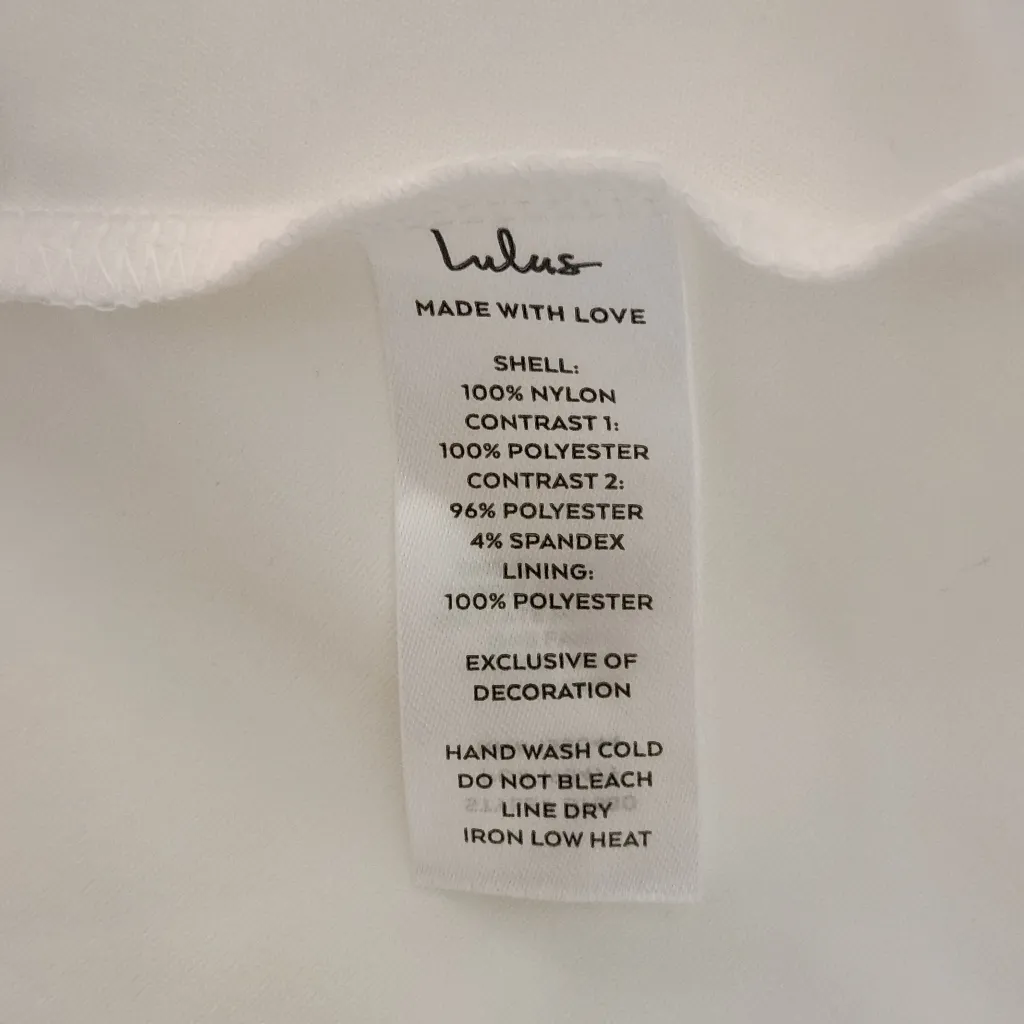 Lulus
MADE WITH LOVE
SHELL:
100% NYLON
CONTRAST 1:
100% POLYESTER
CONTRAST 2:
96% POLYESTER
4% SPANDEX
LINING:
100% POLYESTER
EXCLUSIVE OF
DECORATION
HAND WASH COLD
DO NOT BLEACH
LINE DRY
IRON LOW HEAT